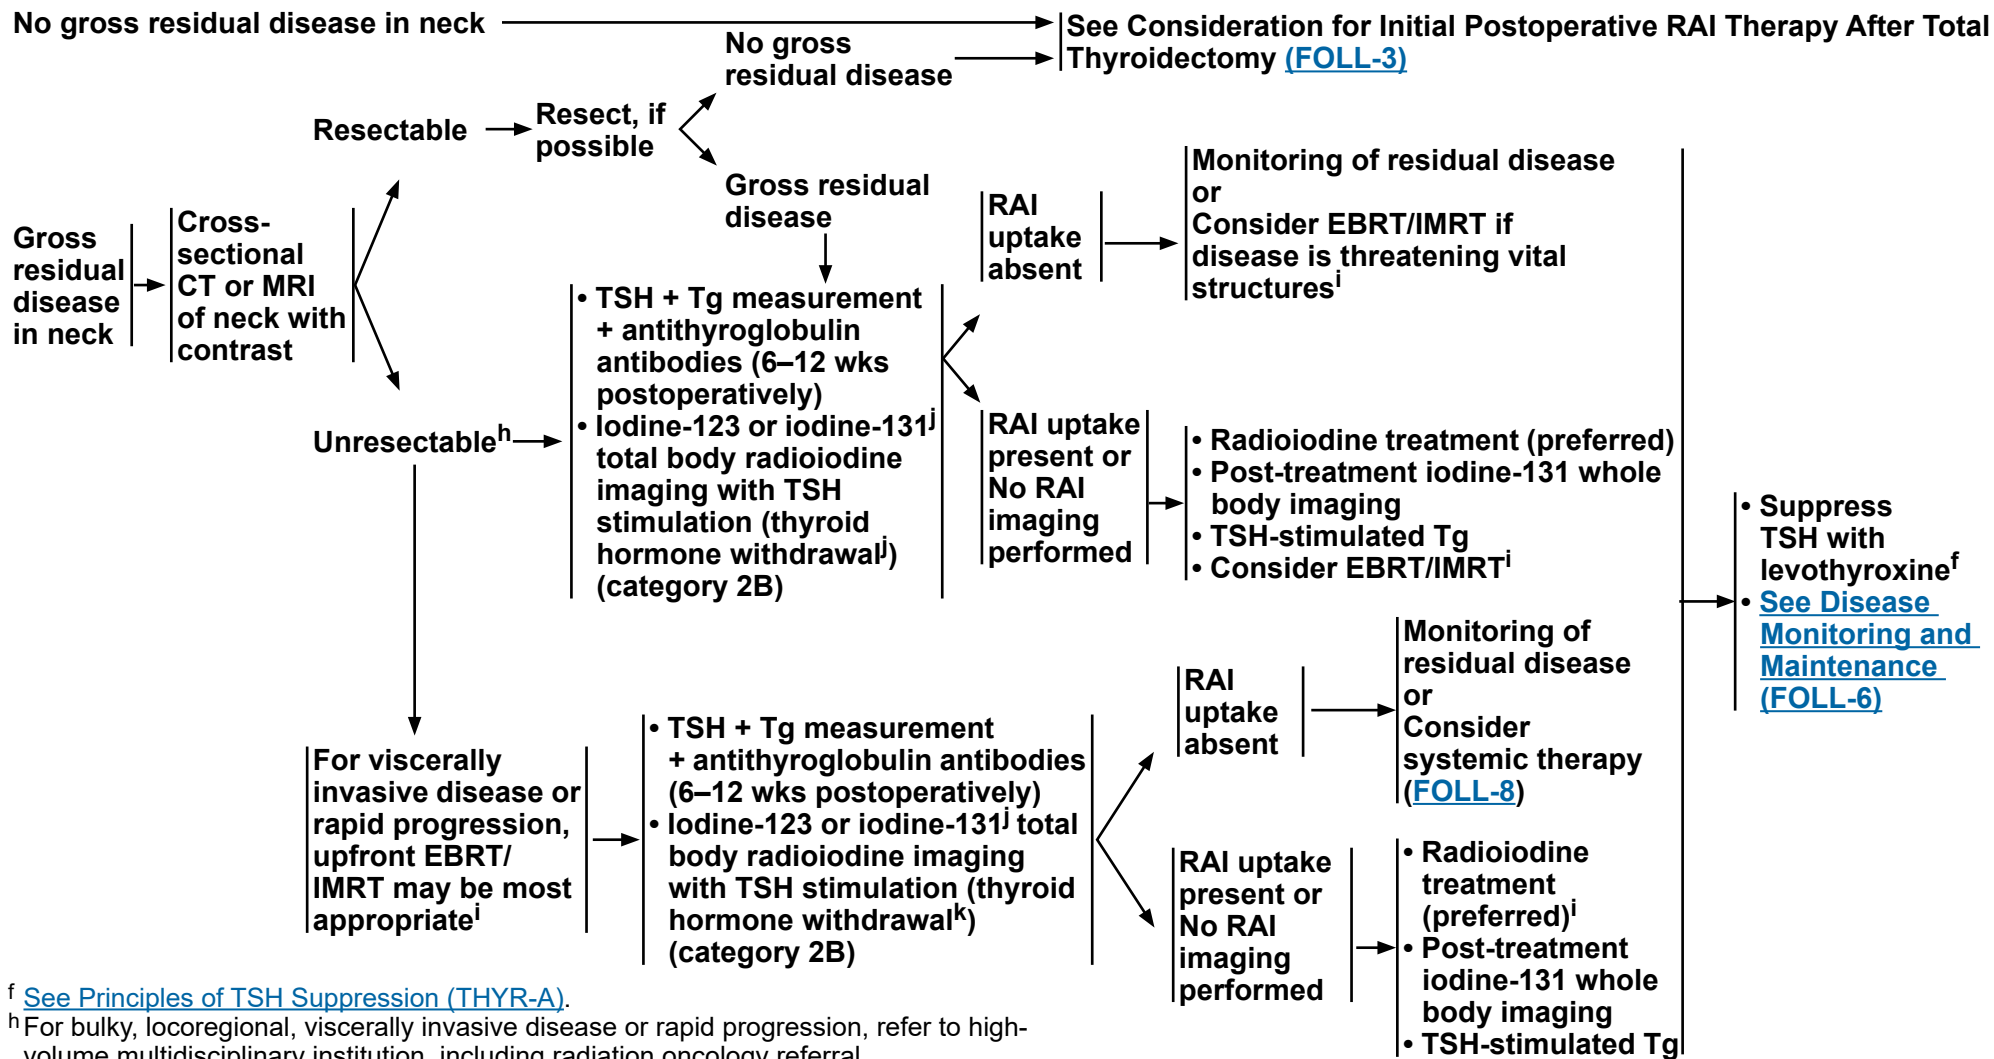 No gross residual disease in neck
See Consideration for Initial Postoperative RAI Therapy After Total
Thyroidectomy (FOLL-3)
No gross
residual disease
Resectable
Resect, if
possible
Gross residual
disease
Gross
residual
disease
in neck
Cross-
sectional
CT or MRI
of neck with
contrast
Unresectableʰ
• TSH + Tg measurement
+ antithyroglobulin
antibodies (6–12 wks
postoperatively)
• Iodine-123 or iodine-131ʲ
total body radioiodine
imaging with TSH
stimulation (thyroid
hormone withdrawalʲ)
(category 2B)
RAI
uptake
absent
Monitoring of residual disease
or
Consider EBRT/IMRT if
disease is threatening vital
structuresⁱ
RAI uptake
present or
No RAI
imaging
performed
• Radioiodine treatment (preferred)
• Post-treatment iodine-131 whole
body imaging
• TSH-stimulated Tg
• Consider EBRT/IMRTⁱ
For viscerally
invasive disease or
rapid progression,
upfront EBRT/
IMRT may be most
appropriateⁱ
• TSH + Tg measurement
+ antithyroglobulin antibodies
(6–12 wks postoperatively)
• Iodine-123 or iodine-131ʲ total
body radioiodine imaging
with TSH stimulation (thyroid
hormone withdrawalᵏ)
(category 2B)
RAI
uptake
absent
Monitoring of
residual disease
or
Consider
systemic therapy
(FOLL-8)
RAI uptake
present or
No RAI
imaging
performed
• Radioiodine
treatment
(preferred)ⁱ
• Post-treatment
iodine-131 whole
body imaging
• TSH-stimulated Tg
• Suppress
TSH with
levothyroxineᶠ
• See Disease
Monitoring and
Maintenance
(FOLL-6)
ᶠ See Principles of TSH Suppression (THYR-A).
ʰ For bulky, locoregional, viscerally invasive disease or rapid progression, refer to high-
volume multidisciplinary institution, including radiation oncology referral